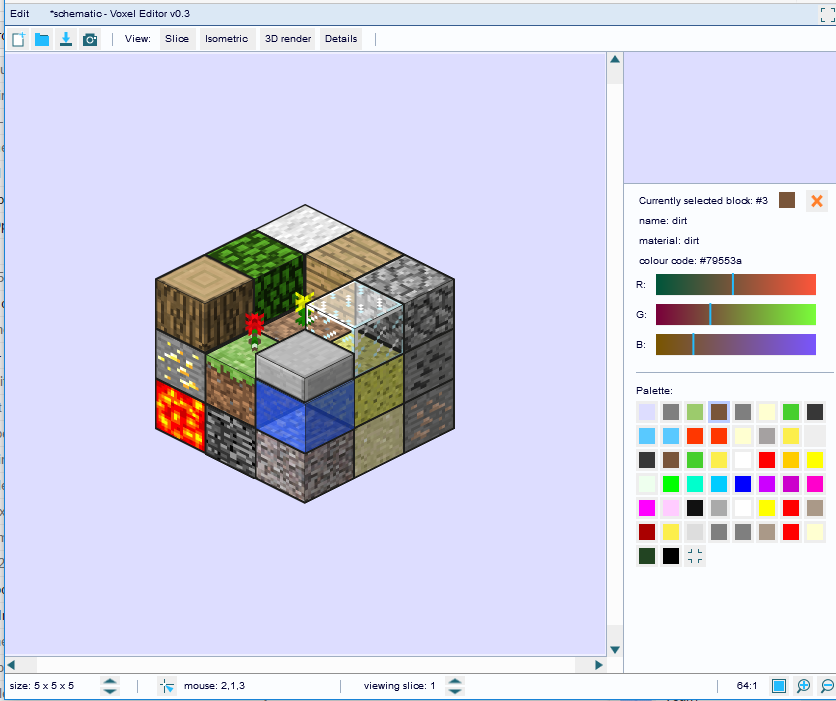 Edit *schematic - Voxel Editor v0.3
View: Slice Isometric 3D render Details
Currently selected block: #3
name: dirt
material: dirt
colour code: #79553a
R:
G:
B:
Palette:
size: 5 x 5 x 5 mouse: 2,1,3 viewing slice: 1 64:1